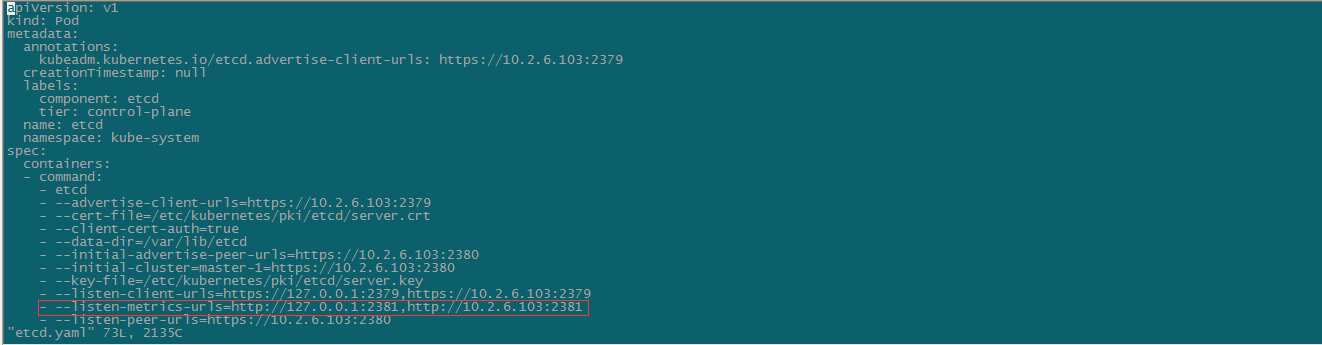 apiVersion: v1
kind: Pod
metadata:
  annotations:
    kubeadm.kubernetes.io/etcd.advertise-client-urls: https://10.2.6.103:2379
  creationTimestamp: null
  labels:
    component: etcd
    tier: control-plane
  name: etcd
  namespace: kube-system
spec:
  containers:
  - command:
    - etcd
    - --advertise-client-urls=https://10.2.6.103:2379
    - --cert-file=/etc/kubernetes/pki/etcd/server.crt
    - --client-cert-auth=true
    - --data-dir=/var/lib/etcd
    - --initial-advertise-peer-urls=https://10.2.6.103:2380
    - --initial-cluster=master-1=https://10.2.6.103:2380
    - --key-file=/etc/kubernetes/pki/etcd/server.key
    - --listen-client-urls=https://127.0.0.1:2379,https://10.2.6.103:2379
    - --listen-metrics-urls=http://127.0.0.1:2381,http://10.2.6.103:2381
    - --listen-peer-urls=https://10.2.6.103:2380
"etcd.yaml" 73L, 2135C